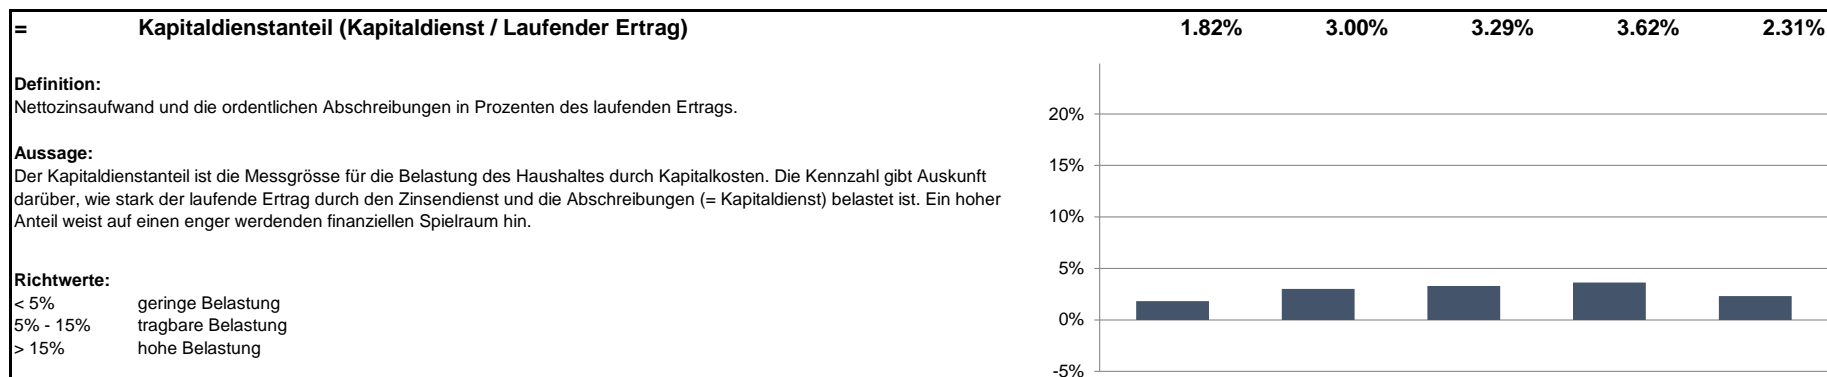 = Kapitaldienstanteil (Kapitaldienst / Laufender Ertrag) 1.82% 3.00% 3.29% 3.62% 2.31%
Definition:
Nettozinsaufwand und die ordentlichen Abschreibungen in Prozenten des laufenden Ertrags.
Aussage:
Der Kapitaldienstanteil ist die Messgrösse für die Belastung des Haushaltes durch Kapitalkosten. Die Kennzahl gibt Auskunft
darüber, wie stark der laufende Ertrag durch den Zinsendienst und die Abschreibungen (= Kapitaldienst) belastet ist. Ein hoher
Anteil weist auf einen enger werdenden finanziellen Spielraum hin.
Richtwerte:
< 5% geringe Belastung
5% - 15% tragbare Belastung
> 15% hohe Belastung
20%
15%
10%
5%
0%
-5%